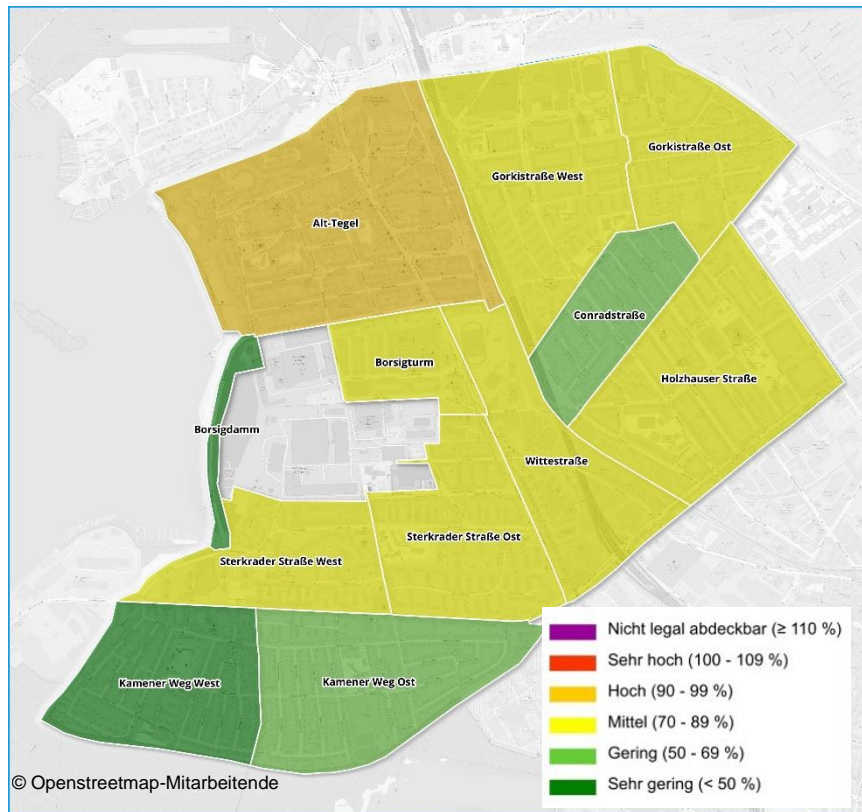 Gorkistraße Ost
Gorkistraße West
Alt-Tegel
Conradstraße
Borsigturm
Holzhauser Straße
Borsigdamm
Wittestraße
Sterkrader Straße Ost
Sterkrader Straße West
Kamener Weg West
Kamener Weg Ost
Nicht legal abdeckbar (≥ 110 %)
Sehr hoch (100 - 109 %)
Hoch (90 - 99 %)
Mittel (70 - 89 %)
Gering (50 - 69 %)
Sehr gering (< 50 %)
© Openstreetmap-Mitarbeitende